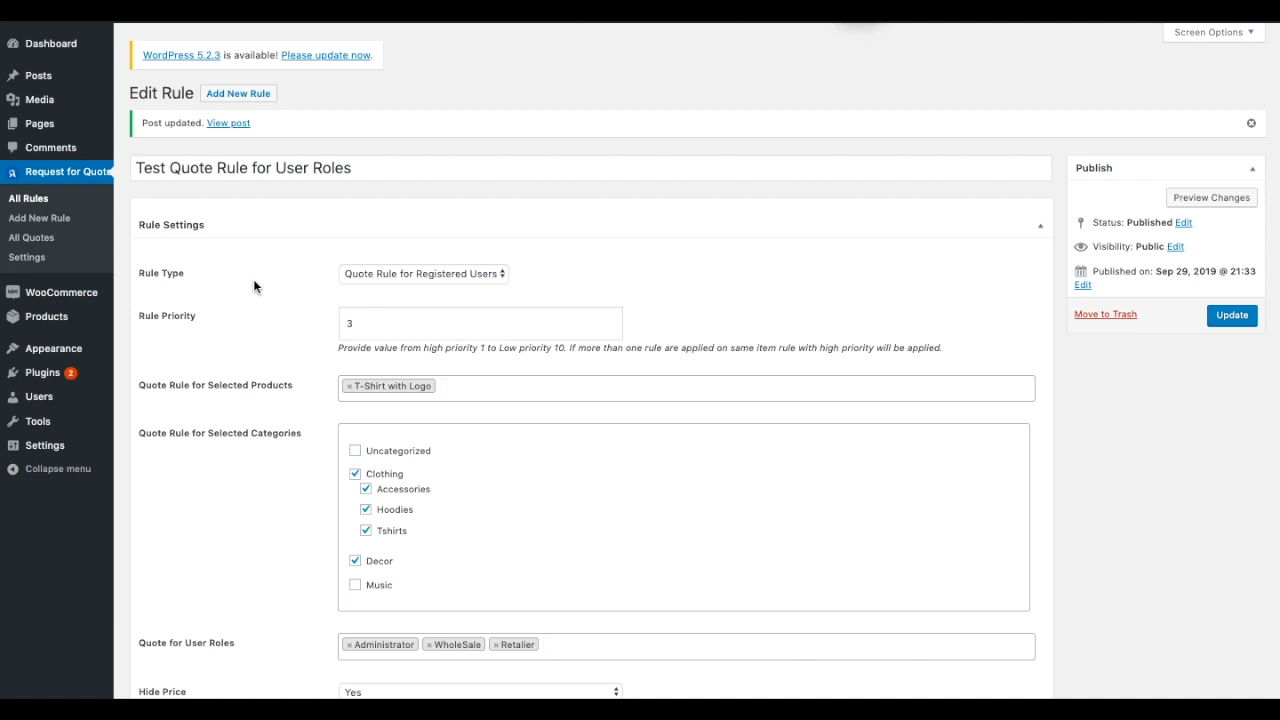 Screen Options
Dashboard
Posts
Media
Pages
Comments
Request for Quote
All Rules
Add New Rule
All Quotes
Settings
WooCommerce
Products
Appearance
Plugins 2
Users
Tools
Settings
Collapse menu
WordPress 5.2.3 is available! Please update now.
Edit Rule Add New Rule
Post updated. View post
Test Quote Rule for User Roles
Rule Settings
Rule Type Quote Rule for Registered Users
Rule Priority 3
Provide value from high priority 1 to Low priority 10. If more than one rule are applied on same item rule with high priority will be applied.
Quote Rule for Selected Products × T-Shirt with Logo
Quote Rule for Selected Categories
Uncategorized
Clothing
Accessories
Hoodies
Tshirts
Decor
Music
Quote for User Roles × Administrator × WholeSale × Retalier
Hide Price Yes
Publish
Preview Changes
Status: Published Edit
Visibility: Public Edit
Published on: Sep 29, 2019 @ 21:33
Edit
Move to Trash Update